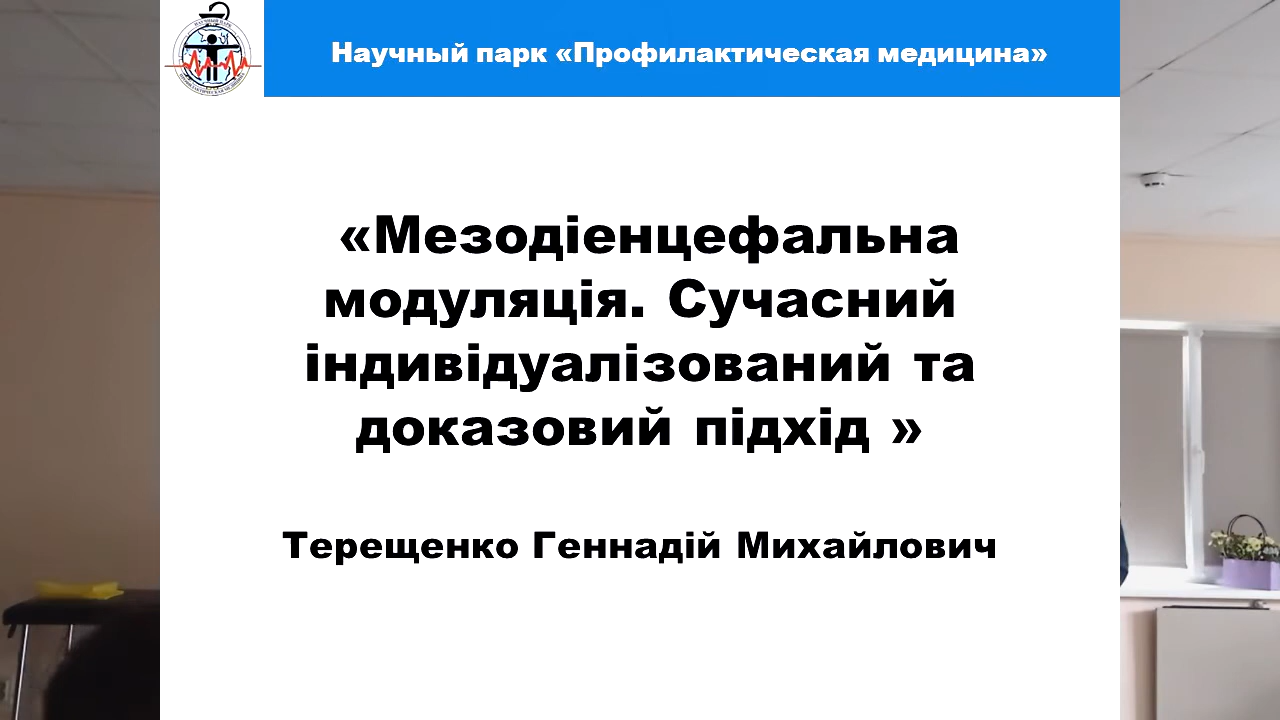 Научный парк «Профилактическая медицина»
«Мезодіенцефальна
модуляція. Сучасний
індивідуалізований та
доказовий підхід »
Терещенко Геннадій Михайлович